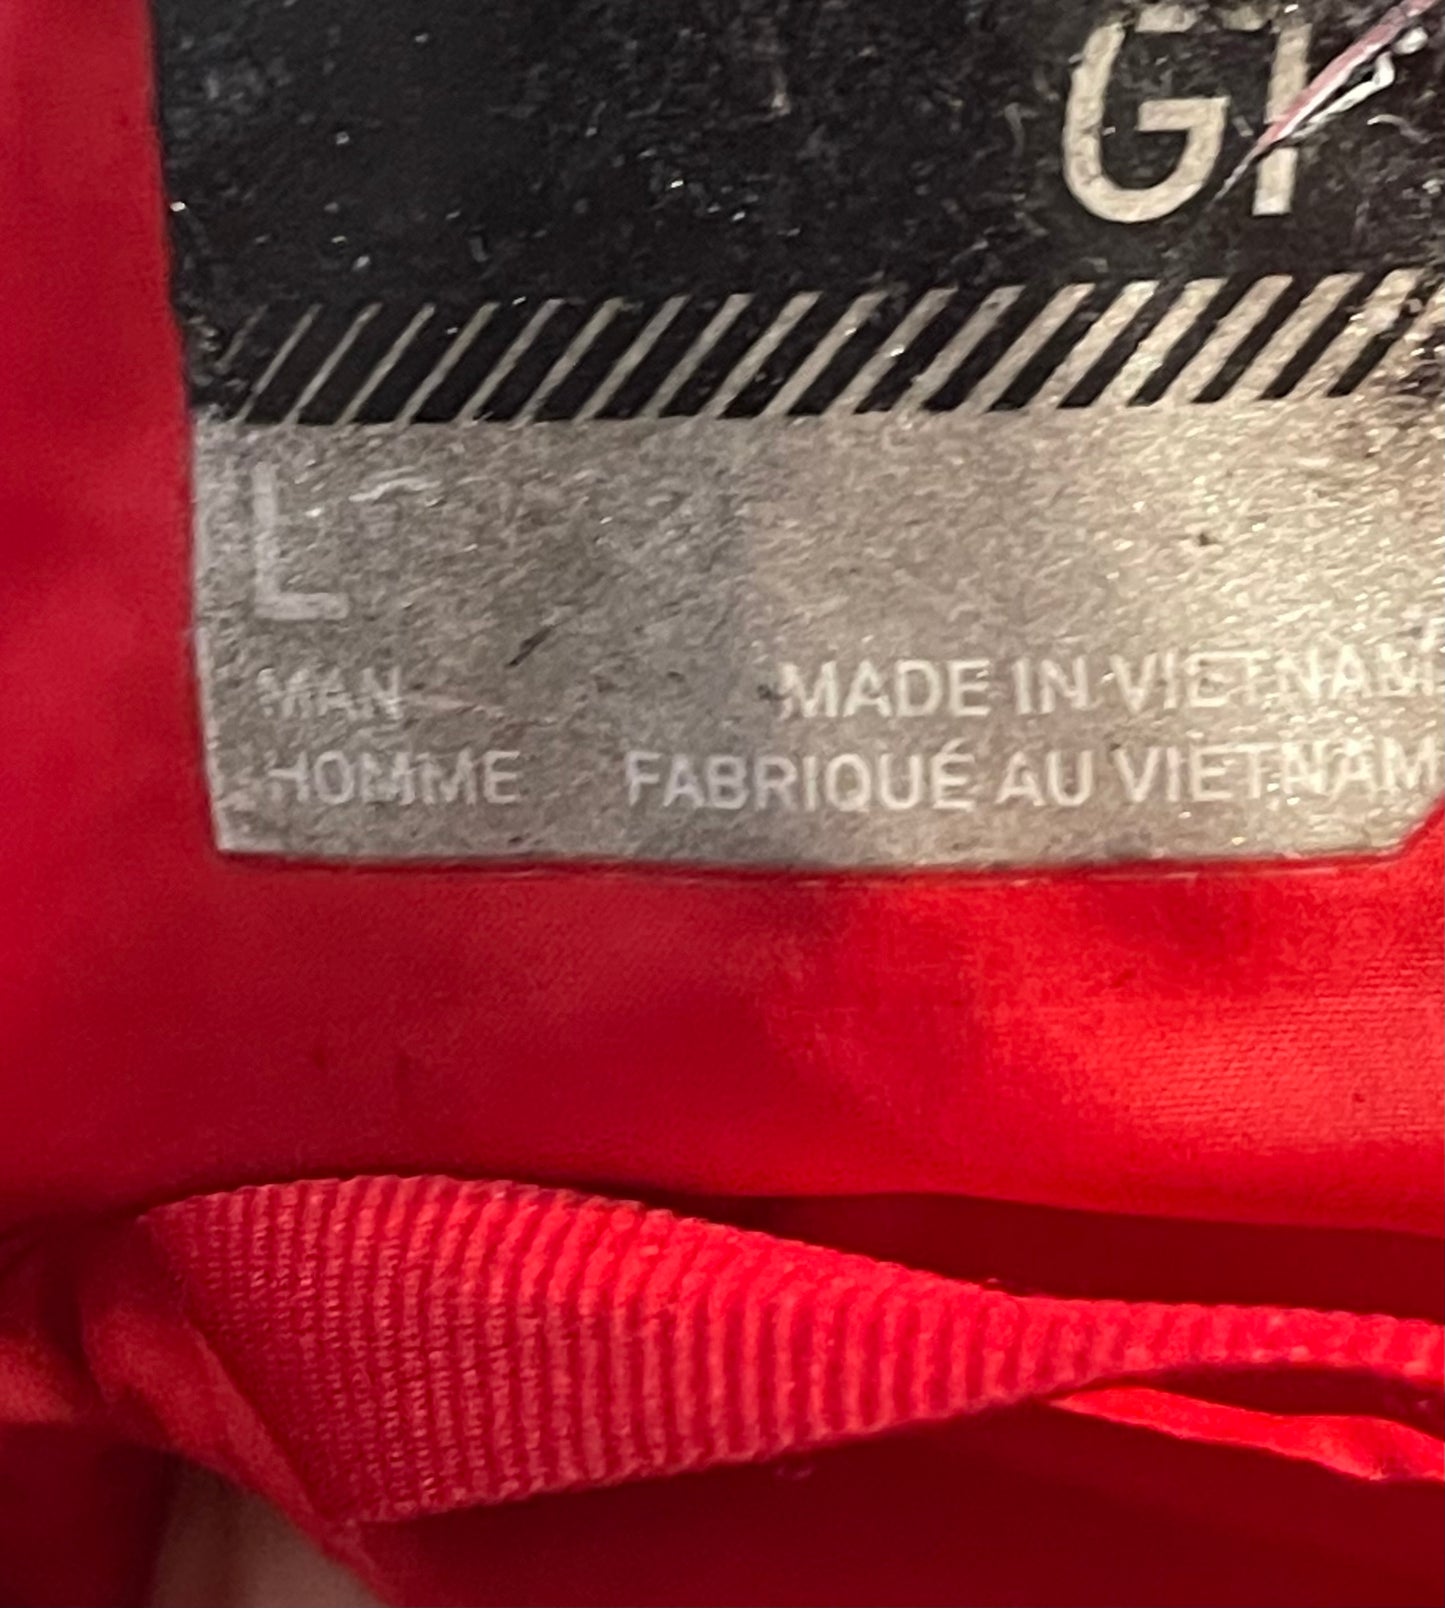 L
MAN
MADE IN VIETNAM
HOMME
FABRIQUÉ AU VIETNAM